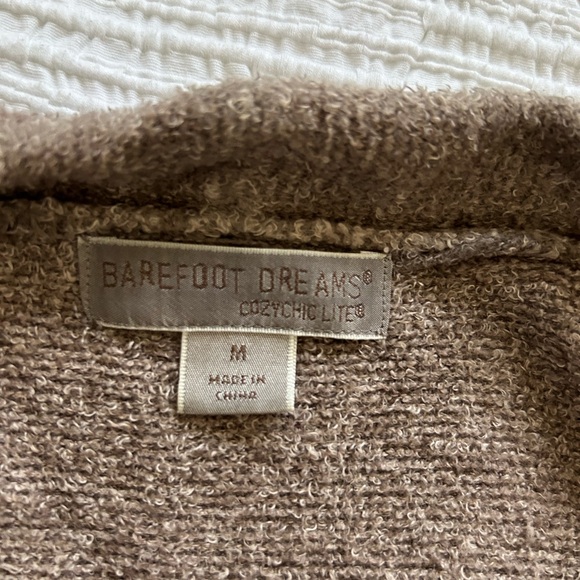 BAREFOOT DREAMS®
COZYCHIC LITE®
M
MADE IN
CHINA